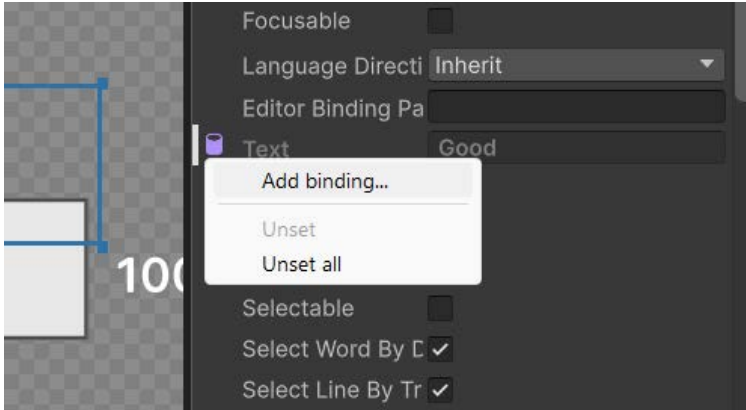 Focusable
Language Directi Inherit
Editor Binding Pa
Text Good
Add binding...
Unset
Unset all
100
Selectable
Select Word By D
Select Line By Tr